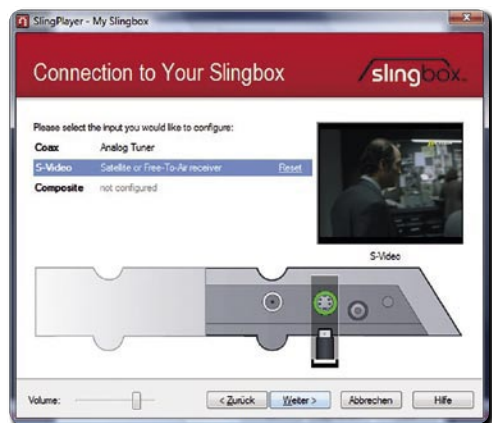 SlingPlayer - My Slingbox
Connection to Your Slingbox
slingbox.
Please select the input you would like to configure:
Coax Analog Tuner
S-Video Satellite or Free-To-Air receiver Reset
Composite not configured
S-Video
Volume: < Zurück Weiter > Abbrechen Hilfe